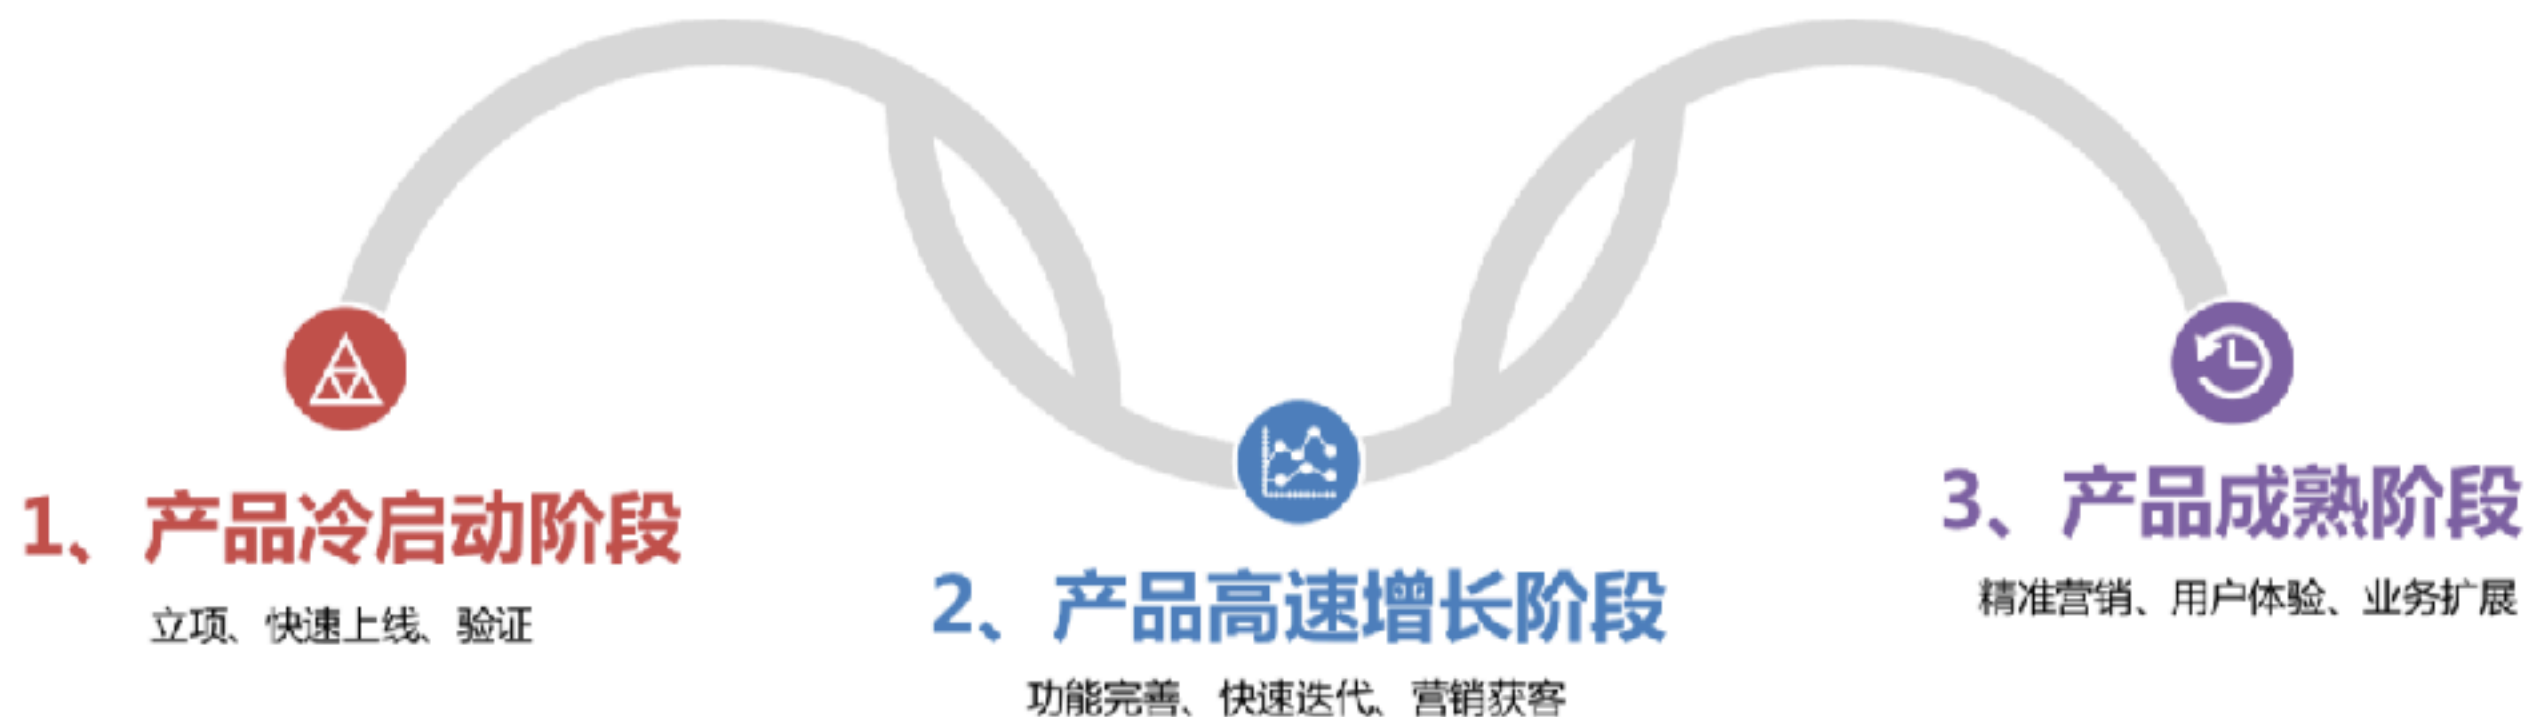 1、产品冷启动阶段
立项、快速上线、验证
2、产品高速增长阶段
功能完善、快速迭代、营销获客
3、产品成熟阶段
精准营销、用户体验、业务扩展